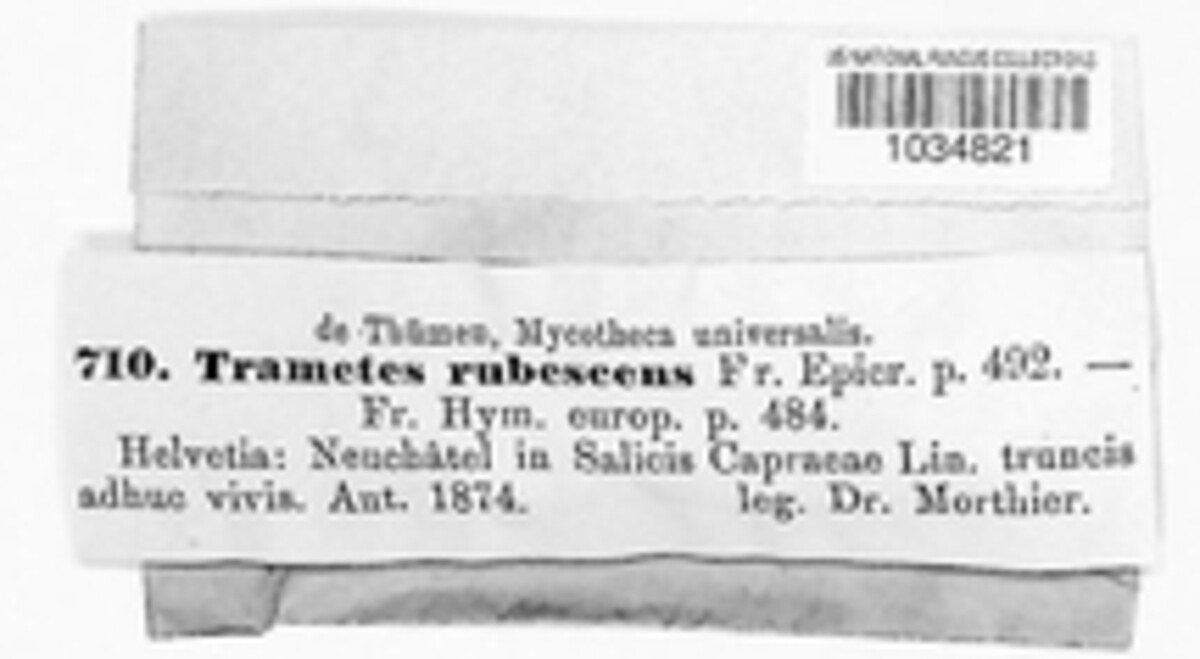 US NATIONAL FUNGUS COLLECTIONS
1034821
de Thümen, Mycotheca universalis.
710. Trametes rubescens Fr. Epicr. p. 492. —
Fr. Hym. europ. p. 484.
Helvetia: Neuchâtel in Salicis Capraeae Lin. truncis
adhuc vivis. Aut. 1874. leg. Dr. Morthier.